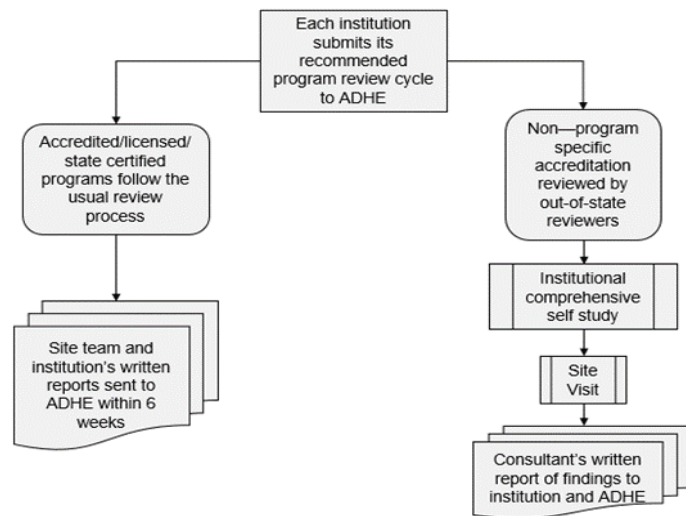 Each institution
submits its
recommended
program review cycle
to ADHE
Accredited/licensed/
state certified
programs follow the
usual review
process
Site team and
institution's written
reports sent to
ADHE within 6
weeks
Non—program
specific
accreditation
reviewed by
out-of-state
reviewers
Institutional
comprehensive
self study
Site
Visit
Consultant's written
report of findings to
institution and ADHE